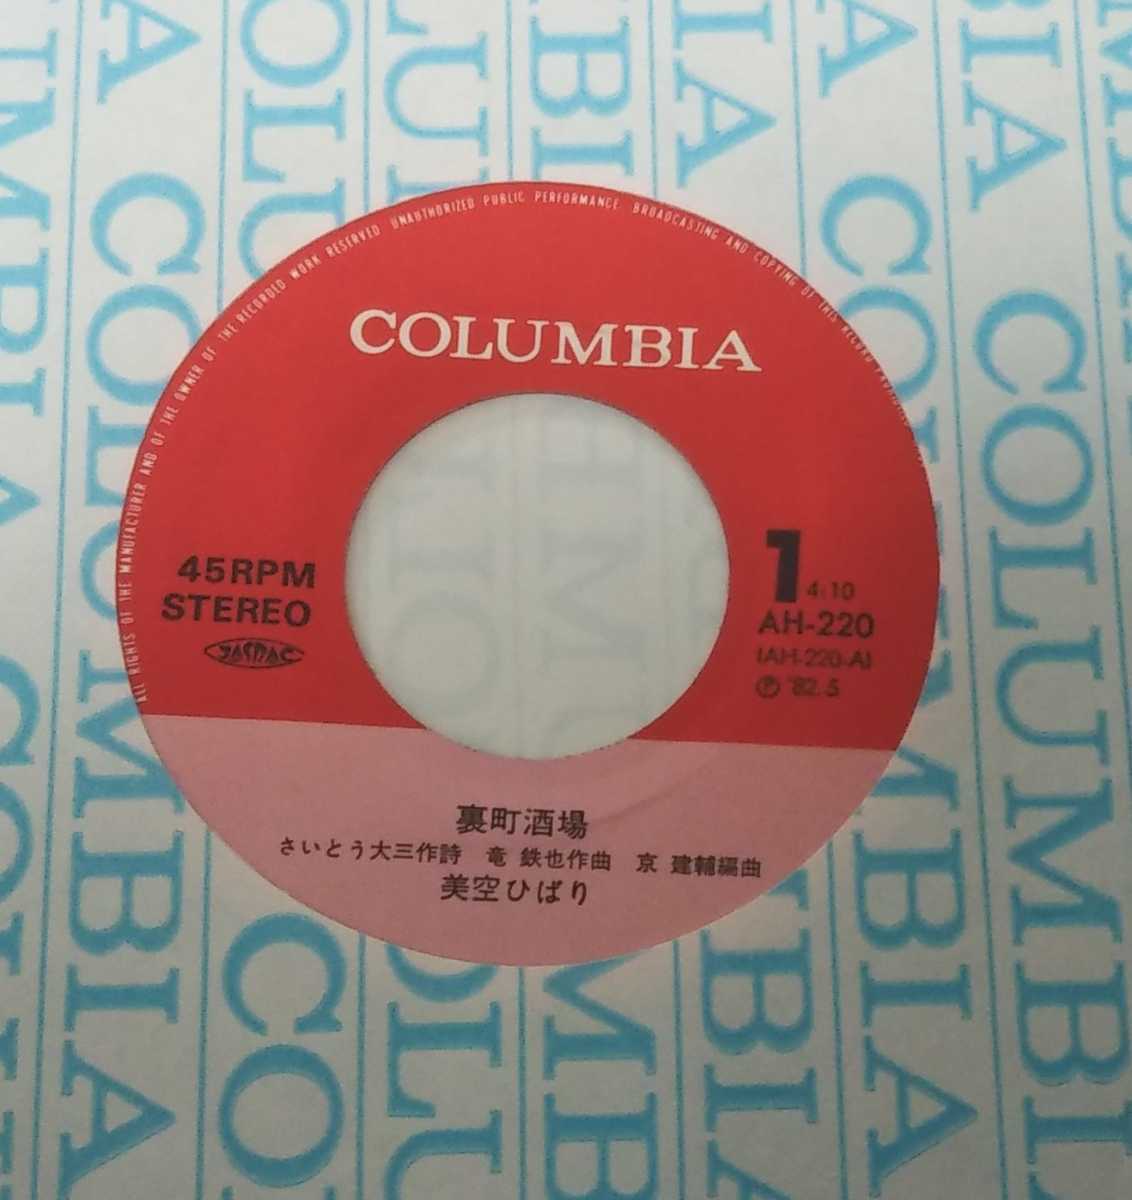 ALL RIGHTS OF THE MANUFACTURER AND OF THE OWNER OF THE RECORDED WORK RESERVED UNAUTHORIZED PUBLIC PERFORMANCE BROADCASTING AND COPYING OF THIS RECORD
COLUMBIA
45RPM
STEREO
JASRAC
1 4:10
AH-220
(AH-220-A)
Ⓟ '82.5
裏町酒場
さいとう大三作詩 竜 鉄也作曲 京 建輔編曲
美空ひばり
COLUMBIA